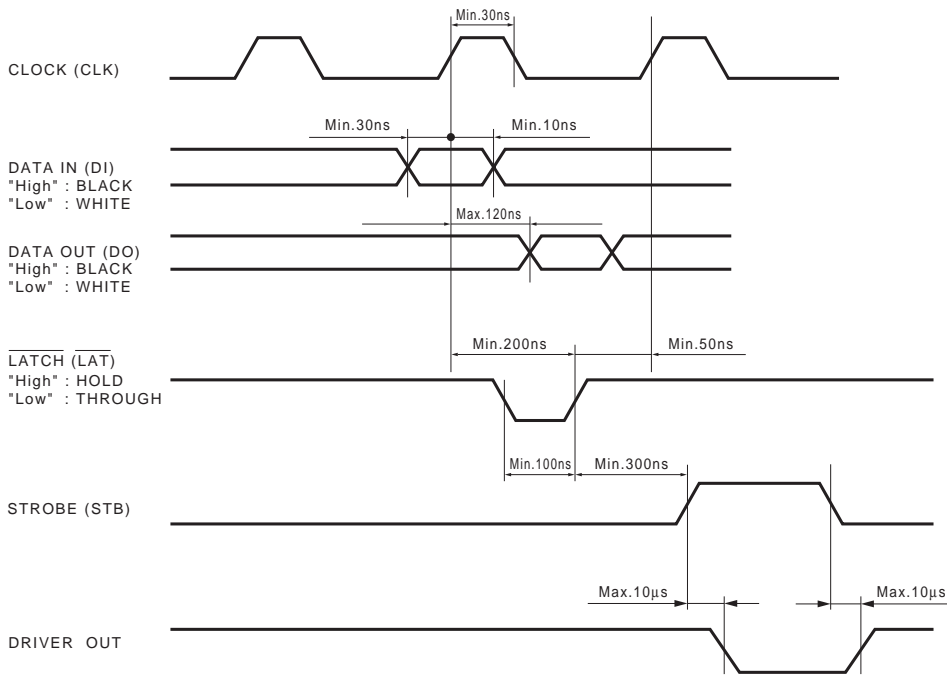 Min.30ns
CLOCK (CLK)
Min.30ns
Min.10ns
DATA IN (DI)
"High" : BLACK
"Low" : WHITE
Max.120ns
DATA OUT (DO)
"High" : BLACK
"Low" : WHITE
Min.200ns
Min.50ns
LATCH (LAT)
"High" : HOLD
"Low" : THROUGH
Min.100ns
Min.300ns
STROBE (STB)
Max.10μs
Max.10μs
DRIVER OUT